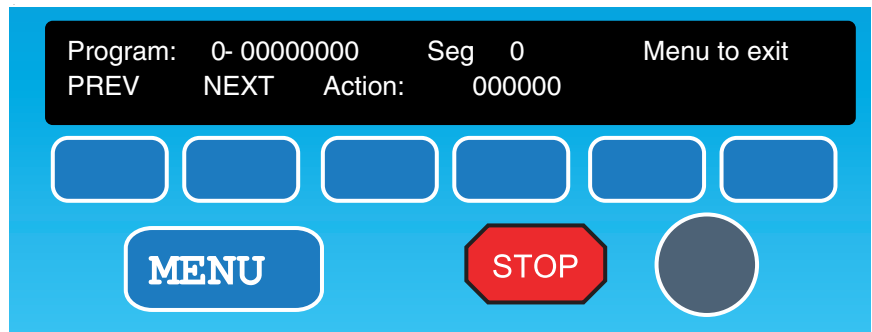 Program: 0- 00000000 Seg 0 Menu to exit
PREV NEXT Action: 000000
MENU
STOP